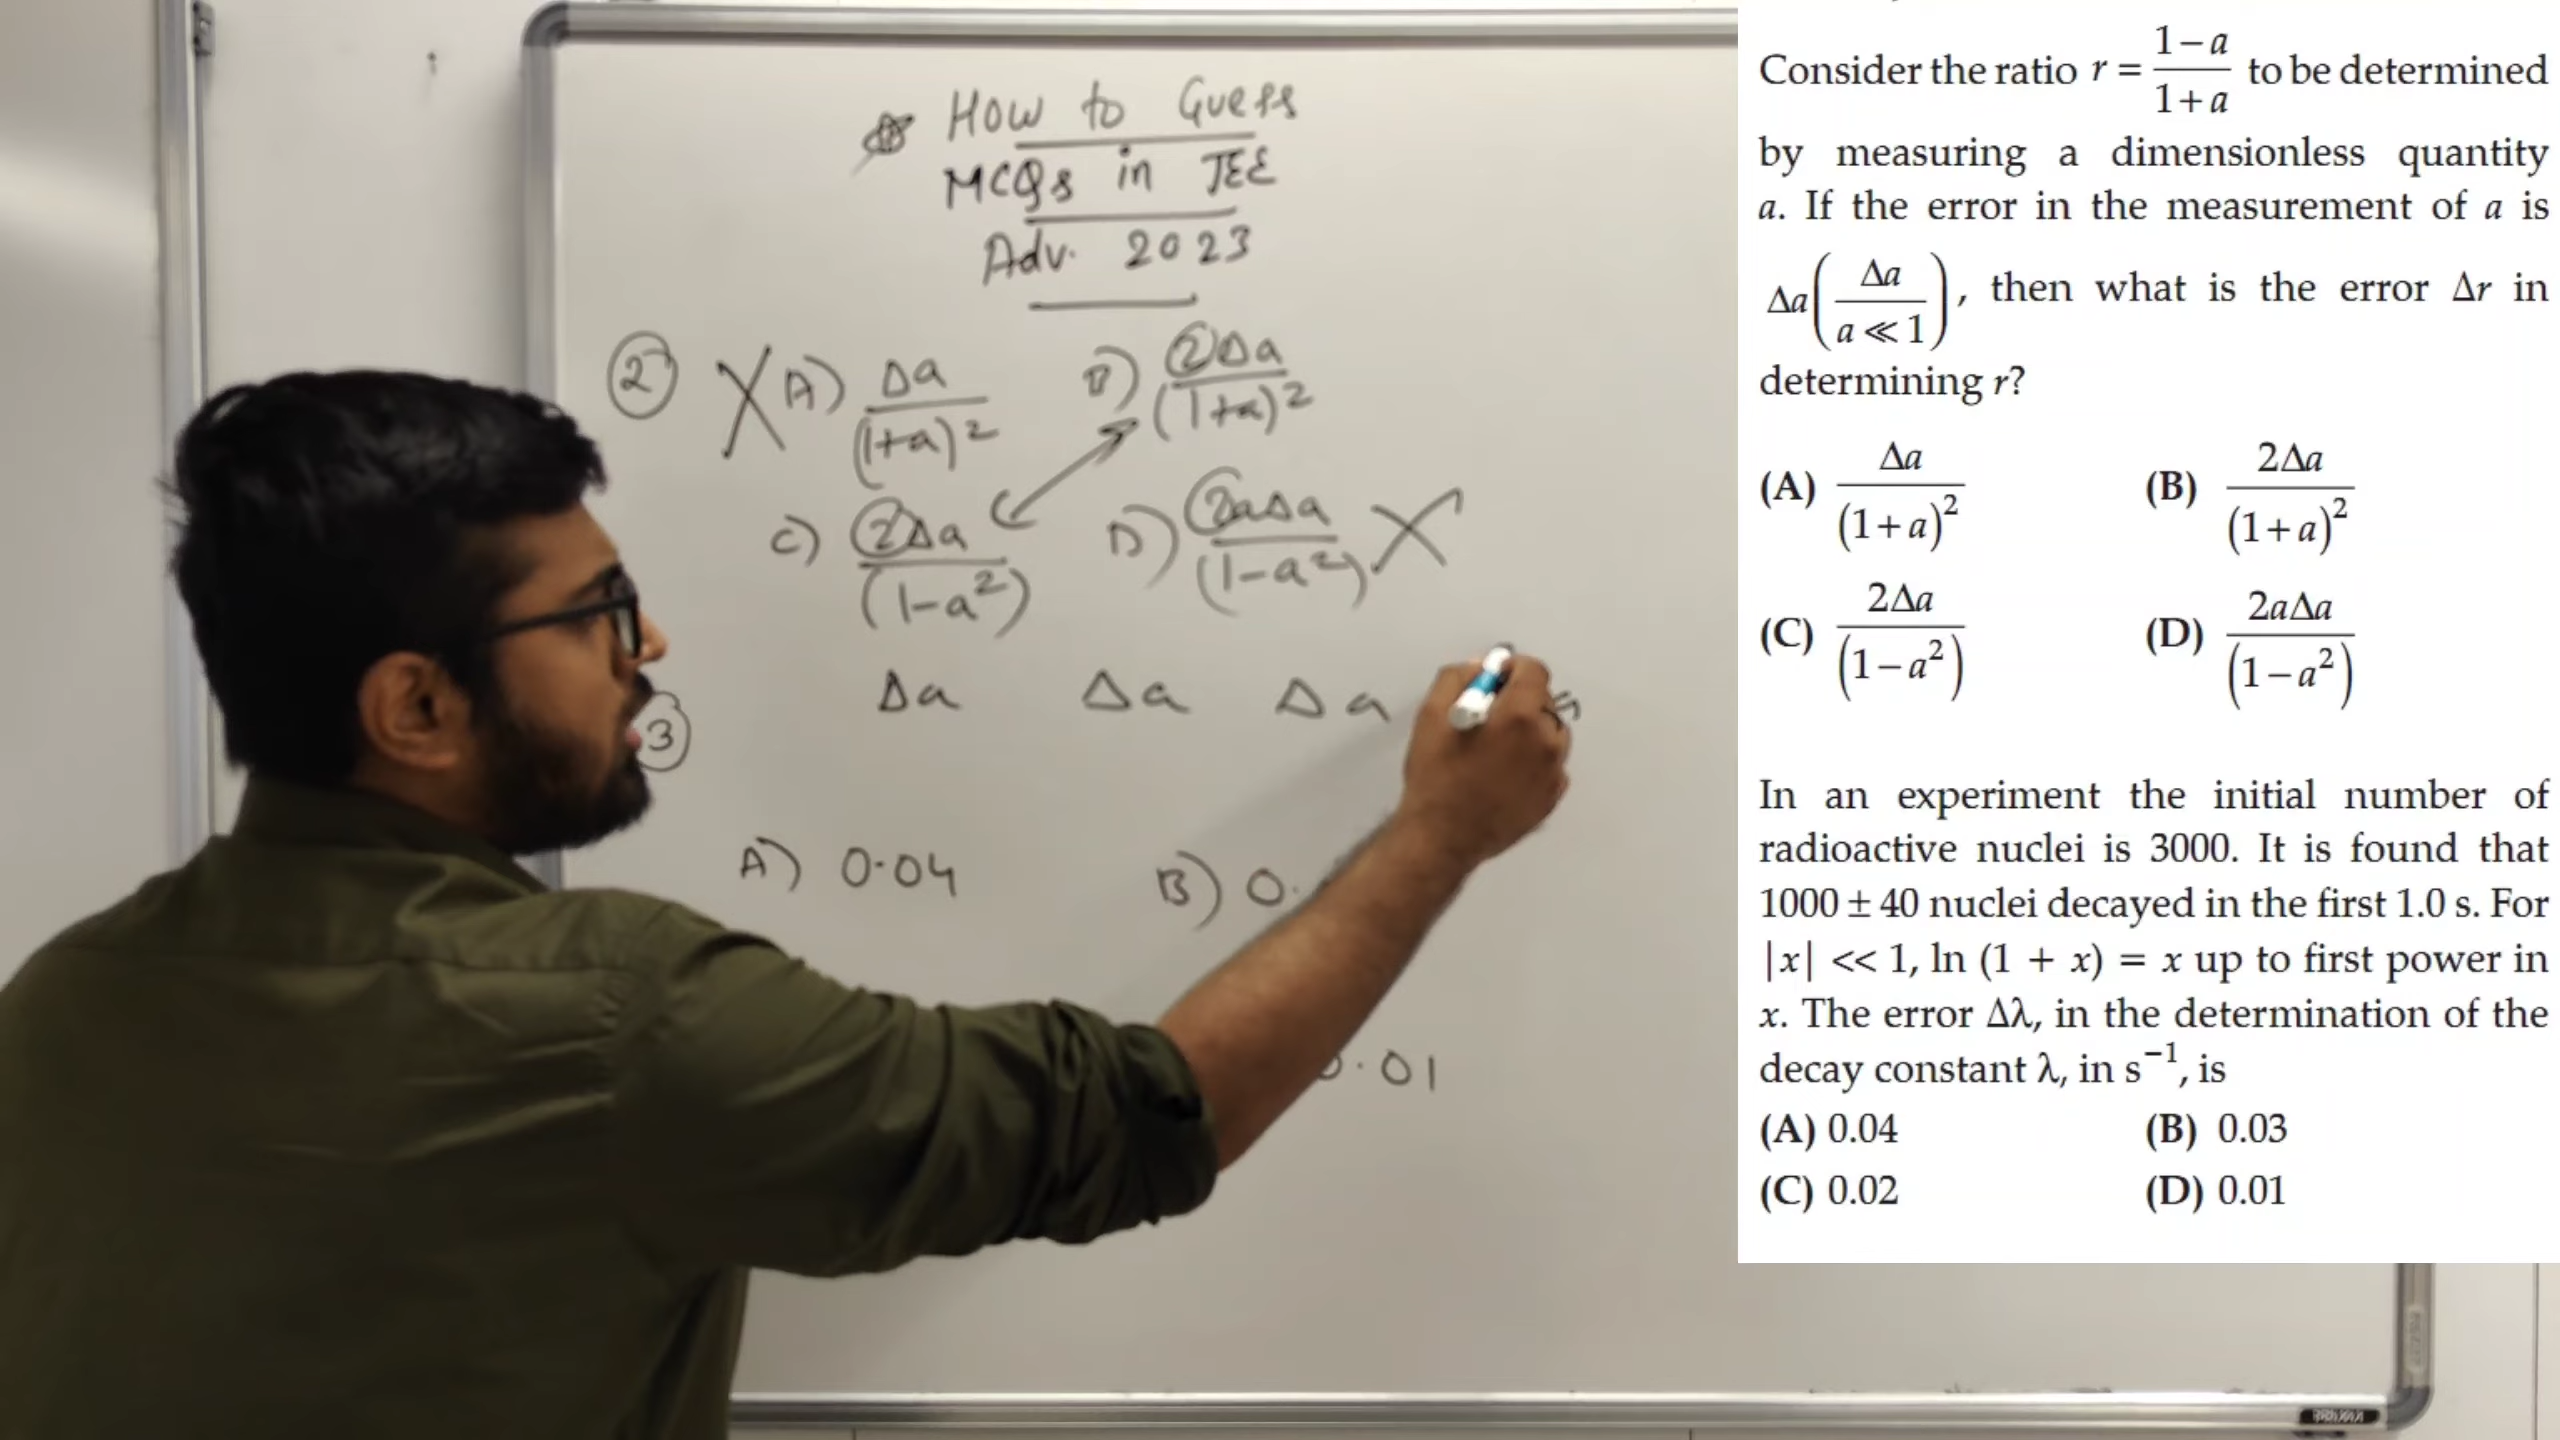 How to Guess
MCQs in JEE
Adv. 2023
2 X A) Δa/(1+a)² B) 2Δa/(1+a)²
C) 2Δa/(1-a²) D) 2aΔa/(1-a²) X
Δa Δa Δa
3
A) 0.04 B) 0.
0.01
Consider the ratio r = (1−a)/(1+a) to be determined
by measuring a dimensionless quantity
a. If the error in the measurement of a is
Δa(Δa/(a ≪ 1)), then what is the error Δr in
determining r?
(A) Δa/(1+a)² (B) 2Δa/(1+a)²
(C) 2Δa/(1−a²) (D) 2aΔa/(1−a²)
In an experiment the initial number of
radioactive nuclei is 3000. It is found that
1000 ± 40 nuclei decayed in the first 1.0 s. For
|x| << 1, ln (1 + x) = x up to first power in
x. The error Δλ, in the determination of the
decay constant λ, in s⁻¹, is
(A) 0.04 (B) 0.03
(C) 0.02 (D) 0.01